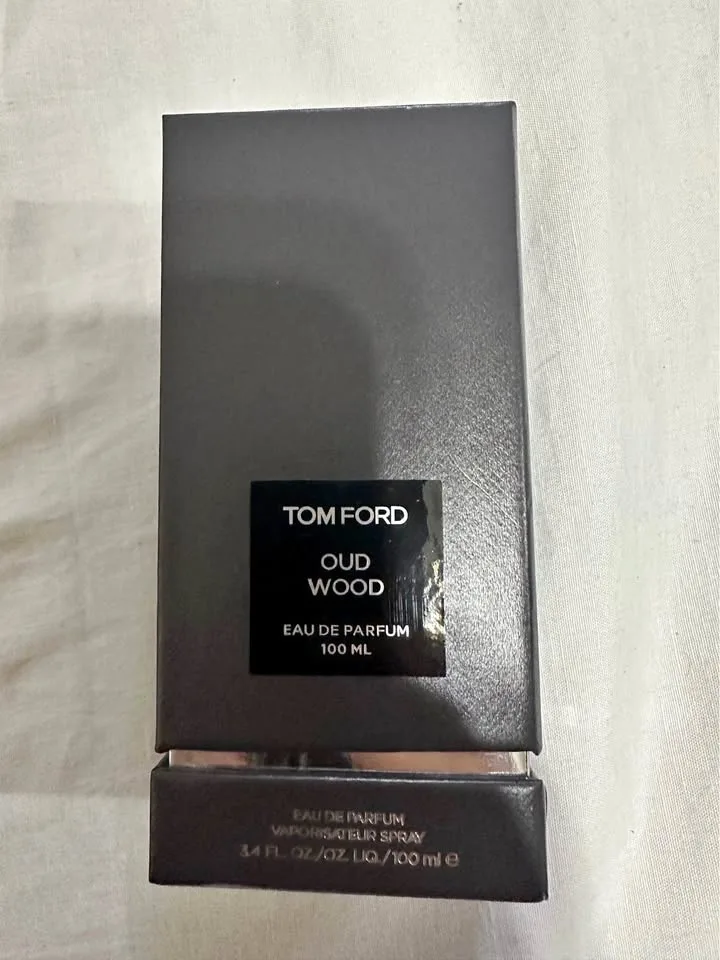 TOM FORD
OUD
WOOD
EAU DE PARFUM
100 ML
EAU DE PARFUM
VAPORISATEUR SPRAY
3.4 FL. OZ./OZ. LIQ./100 ml ℮